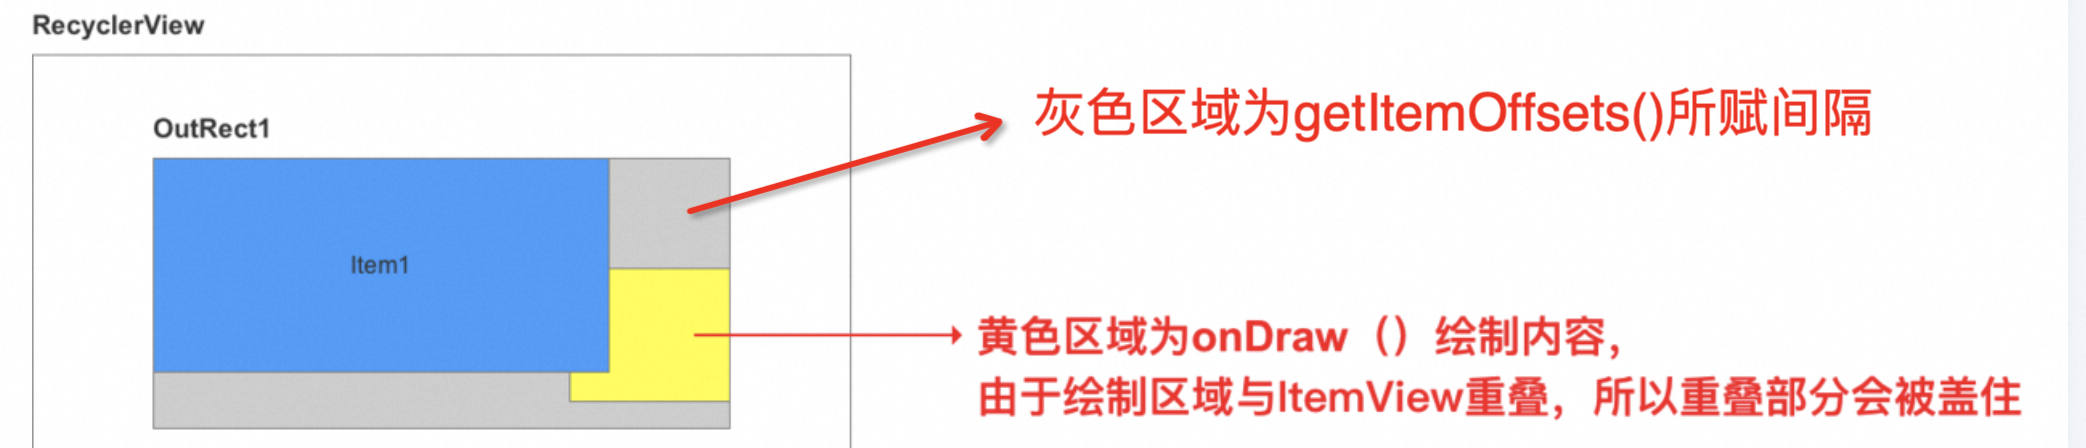 RecyclerView
OutRect1
灰色区域为getItemOffsets()所赋间隔
Item1
黄色区域为onDraw（）绘制内容，
由于绘制区域与ItemView重叠，所以重叠部分会被盖住